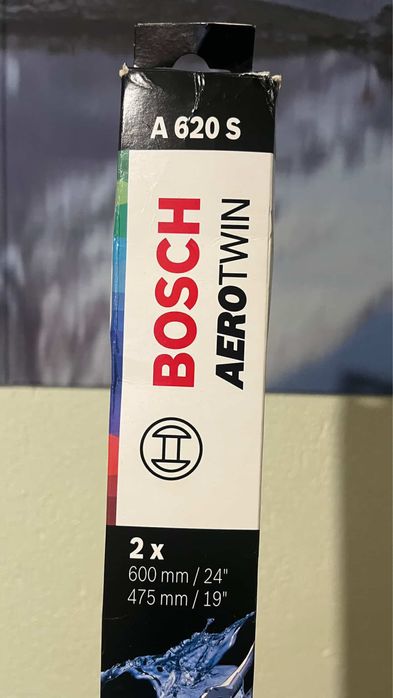 A 620 S
BOSCH
AEROTWIN
2 x
600 mm / 24"
475 mm / 19"